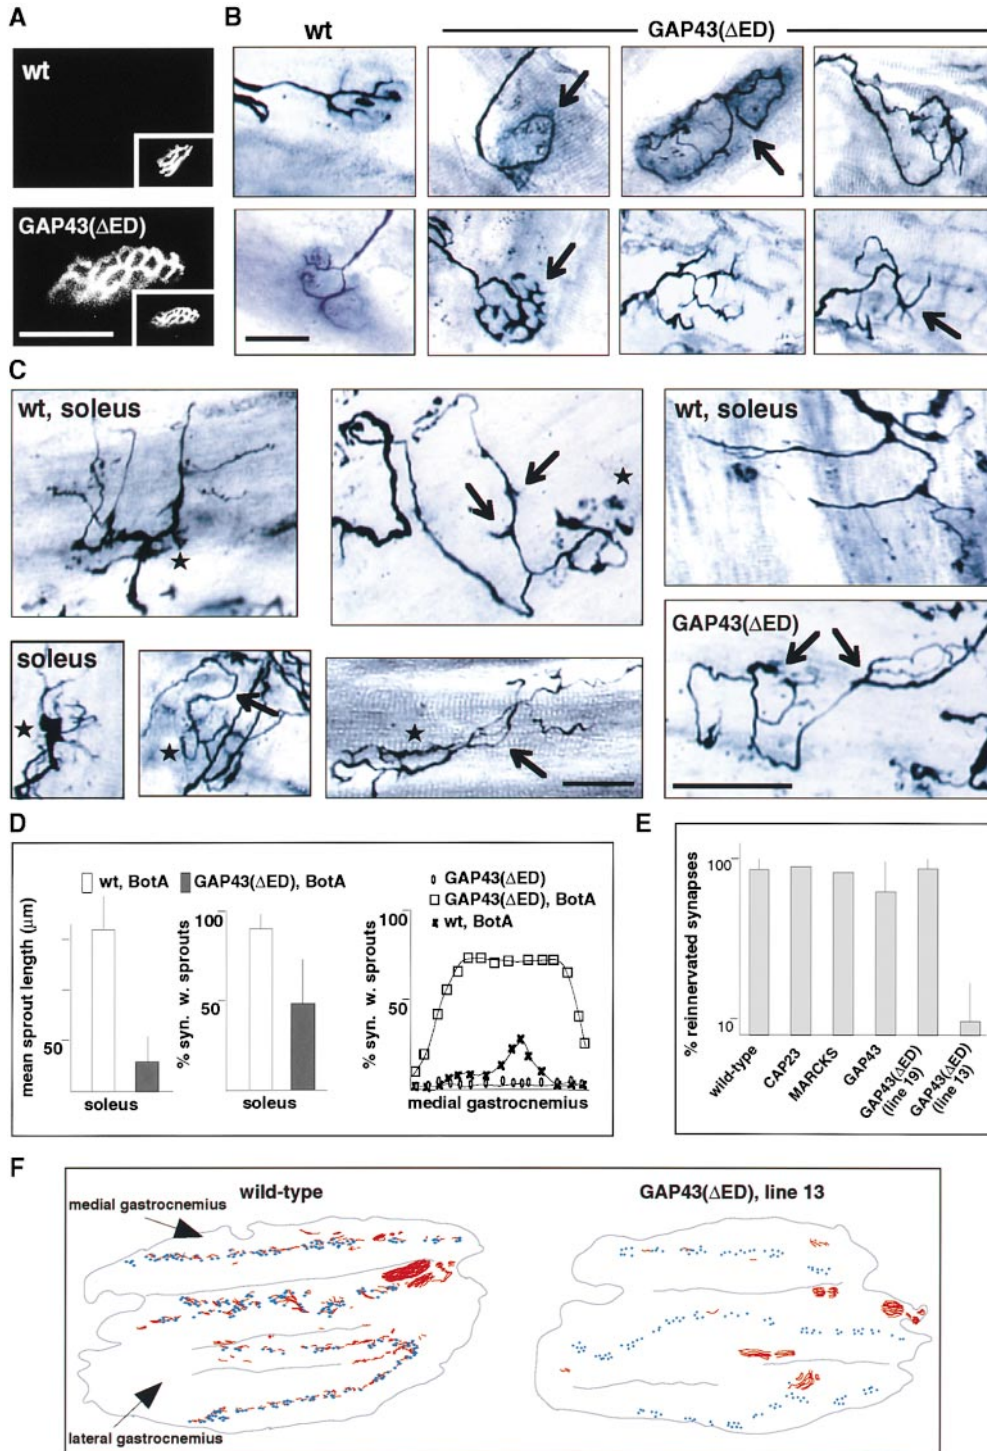 A
wt
GAP43(ΔED)
B
wt
GAP43(ΔED)
C
wt, soleus
wt, soleus
GAP43(ΔED)
soleus
D
wt, BotA
GAP43(ΔED), BotA
mean sprout length (μm)
50
soleus
% syn. w. sprouts
100
50
soleus
GAP43(ΔED)
GAP43(ΔED), BotA
wt, BotA
% syn. w. sprouts
100
50
medial gastrocnemius
E
% reinnervated synapses
100
10
wild-type
CAP23
MARCKS
GAP43
GAP43(ΔED)
(line 19)
GAP43(ΔED)
(line 13)
F
wild-type
GAP43(ΔED), line 13
medial gastrocnemius
lateral gastrocnemius